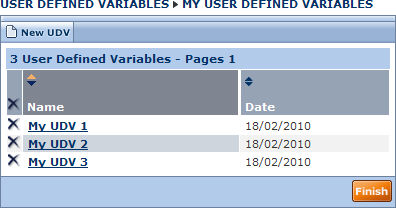 USER DEFINED VARIABLES ▸ MY USER DEFINED VARIABLES
New UDV
3 User Defined Variables - Pages 1
Name Date
My UDV 1 18/02/2010
My UDV 2 18/02/2010
My UDV 3 18/02/2010
Finish